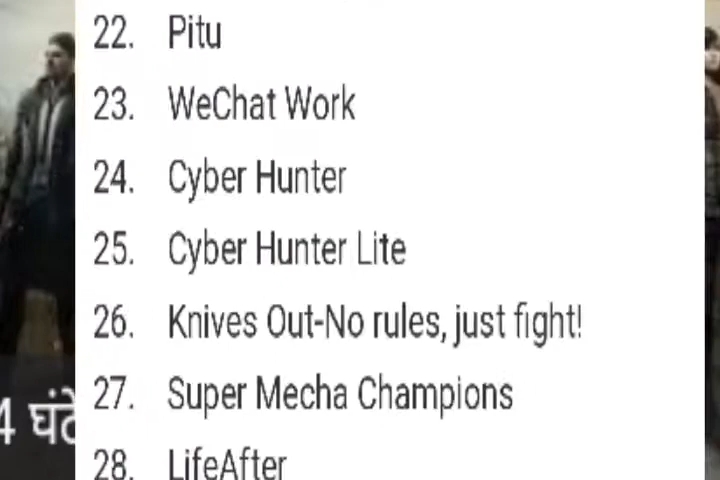 22. Pitu
23. WeChat Work
24. Cyber Hunter
25. Cyber Hunter Lite
26. Knives Out-No rules, just fight!
27. Super Mecha Champions
28. LifeAfter
4 घंटे